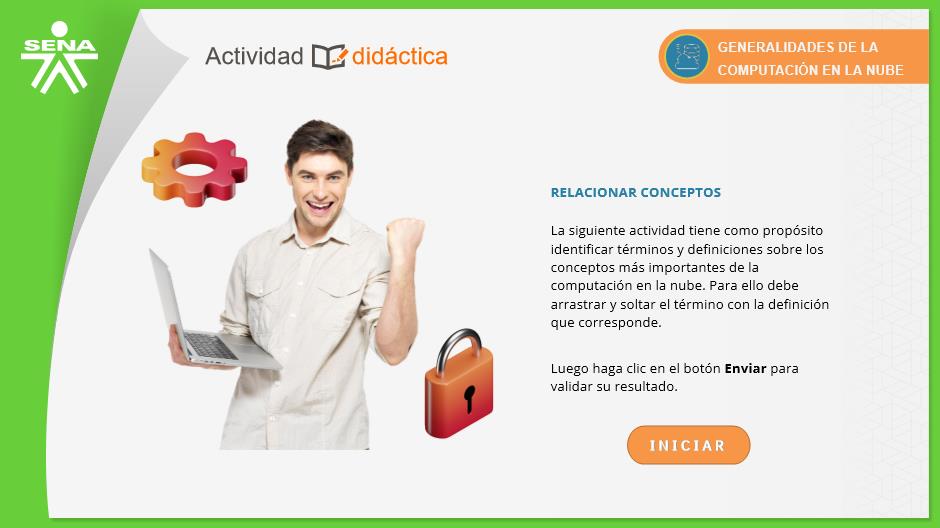 SENA
Actividad didáctica
GENERALIDADES DE LA
COMPUTACIÓN EN LA NUBE
RELACIONAR CONCEPTOS
La siguiente actividad tiene como propósito
identificar términos y definiciones sobre los
conceptos más importantes de la
computación en la nube. Para ello debe
arrastrar y soltar el término con la definición
que corresponde.
Luego haga clic en el botón Enviar para
validar su resultado.
INICIAR